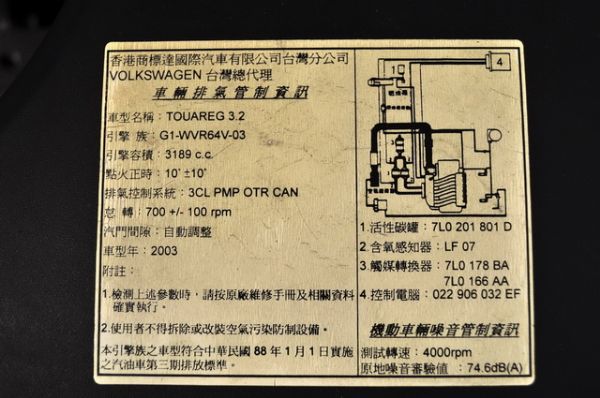 香港商標達國際汽車有限公司台灣分公司
VOLKSWAGEN 台灣總代理
車輛排氣管制資訊
車型名稱： TOUAREG 3.2
引擎 族： G1-WVR64V-03
引擎容積： 3189 c.c.
點火正時： 10˚ ±10˚
排氣控制系統：3CL PMP OTR CAN
怠 轉：700 +/- 100 rpm
汽門間隙：自動調整
車型年：2003
附註：
1.檢測上述參數時，請按原廠維修手冊及相關資料
確實執行。
2.使用者不得拆除或改裝空氣污染防制設備。
本引擎族之車型符合中華民國 88 年 1 月 1 日實施
之汽油車第三期排放標準。
1
4
1.活性碳罐：7L0 201 801 D
2.含氧感知器：LF 07
3.觸媒轉換器：7L0 178 BA
7L0 166 AA
4.控制電腦：022 906 032 EF
機動車輛噪音管制資訊
測試轉速：4000rpm
原地噪音審驗值：74.6dB(A)